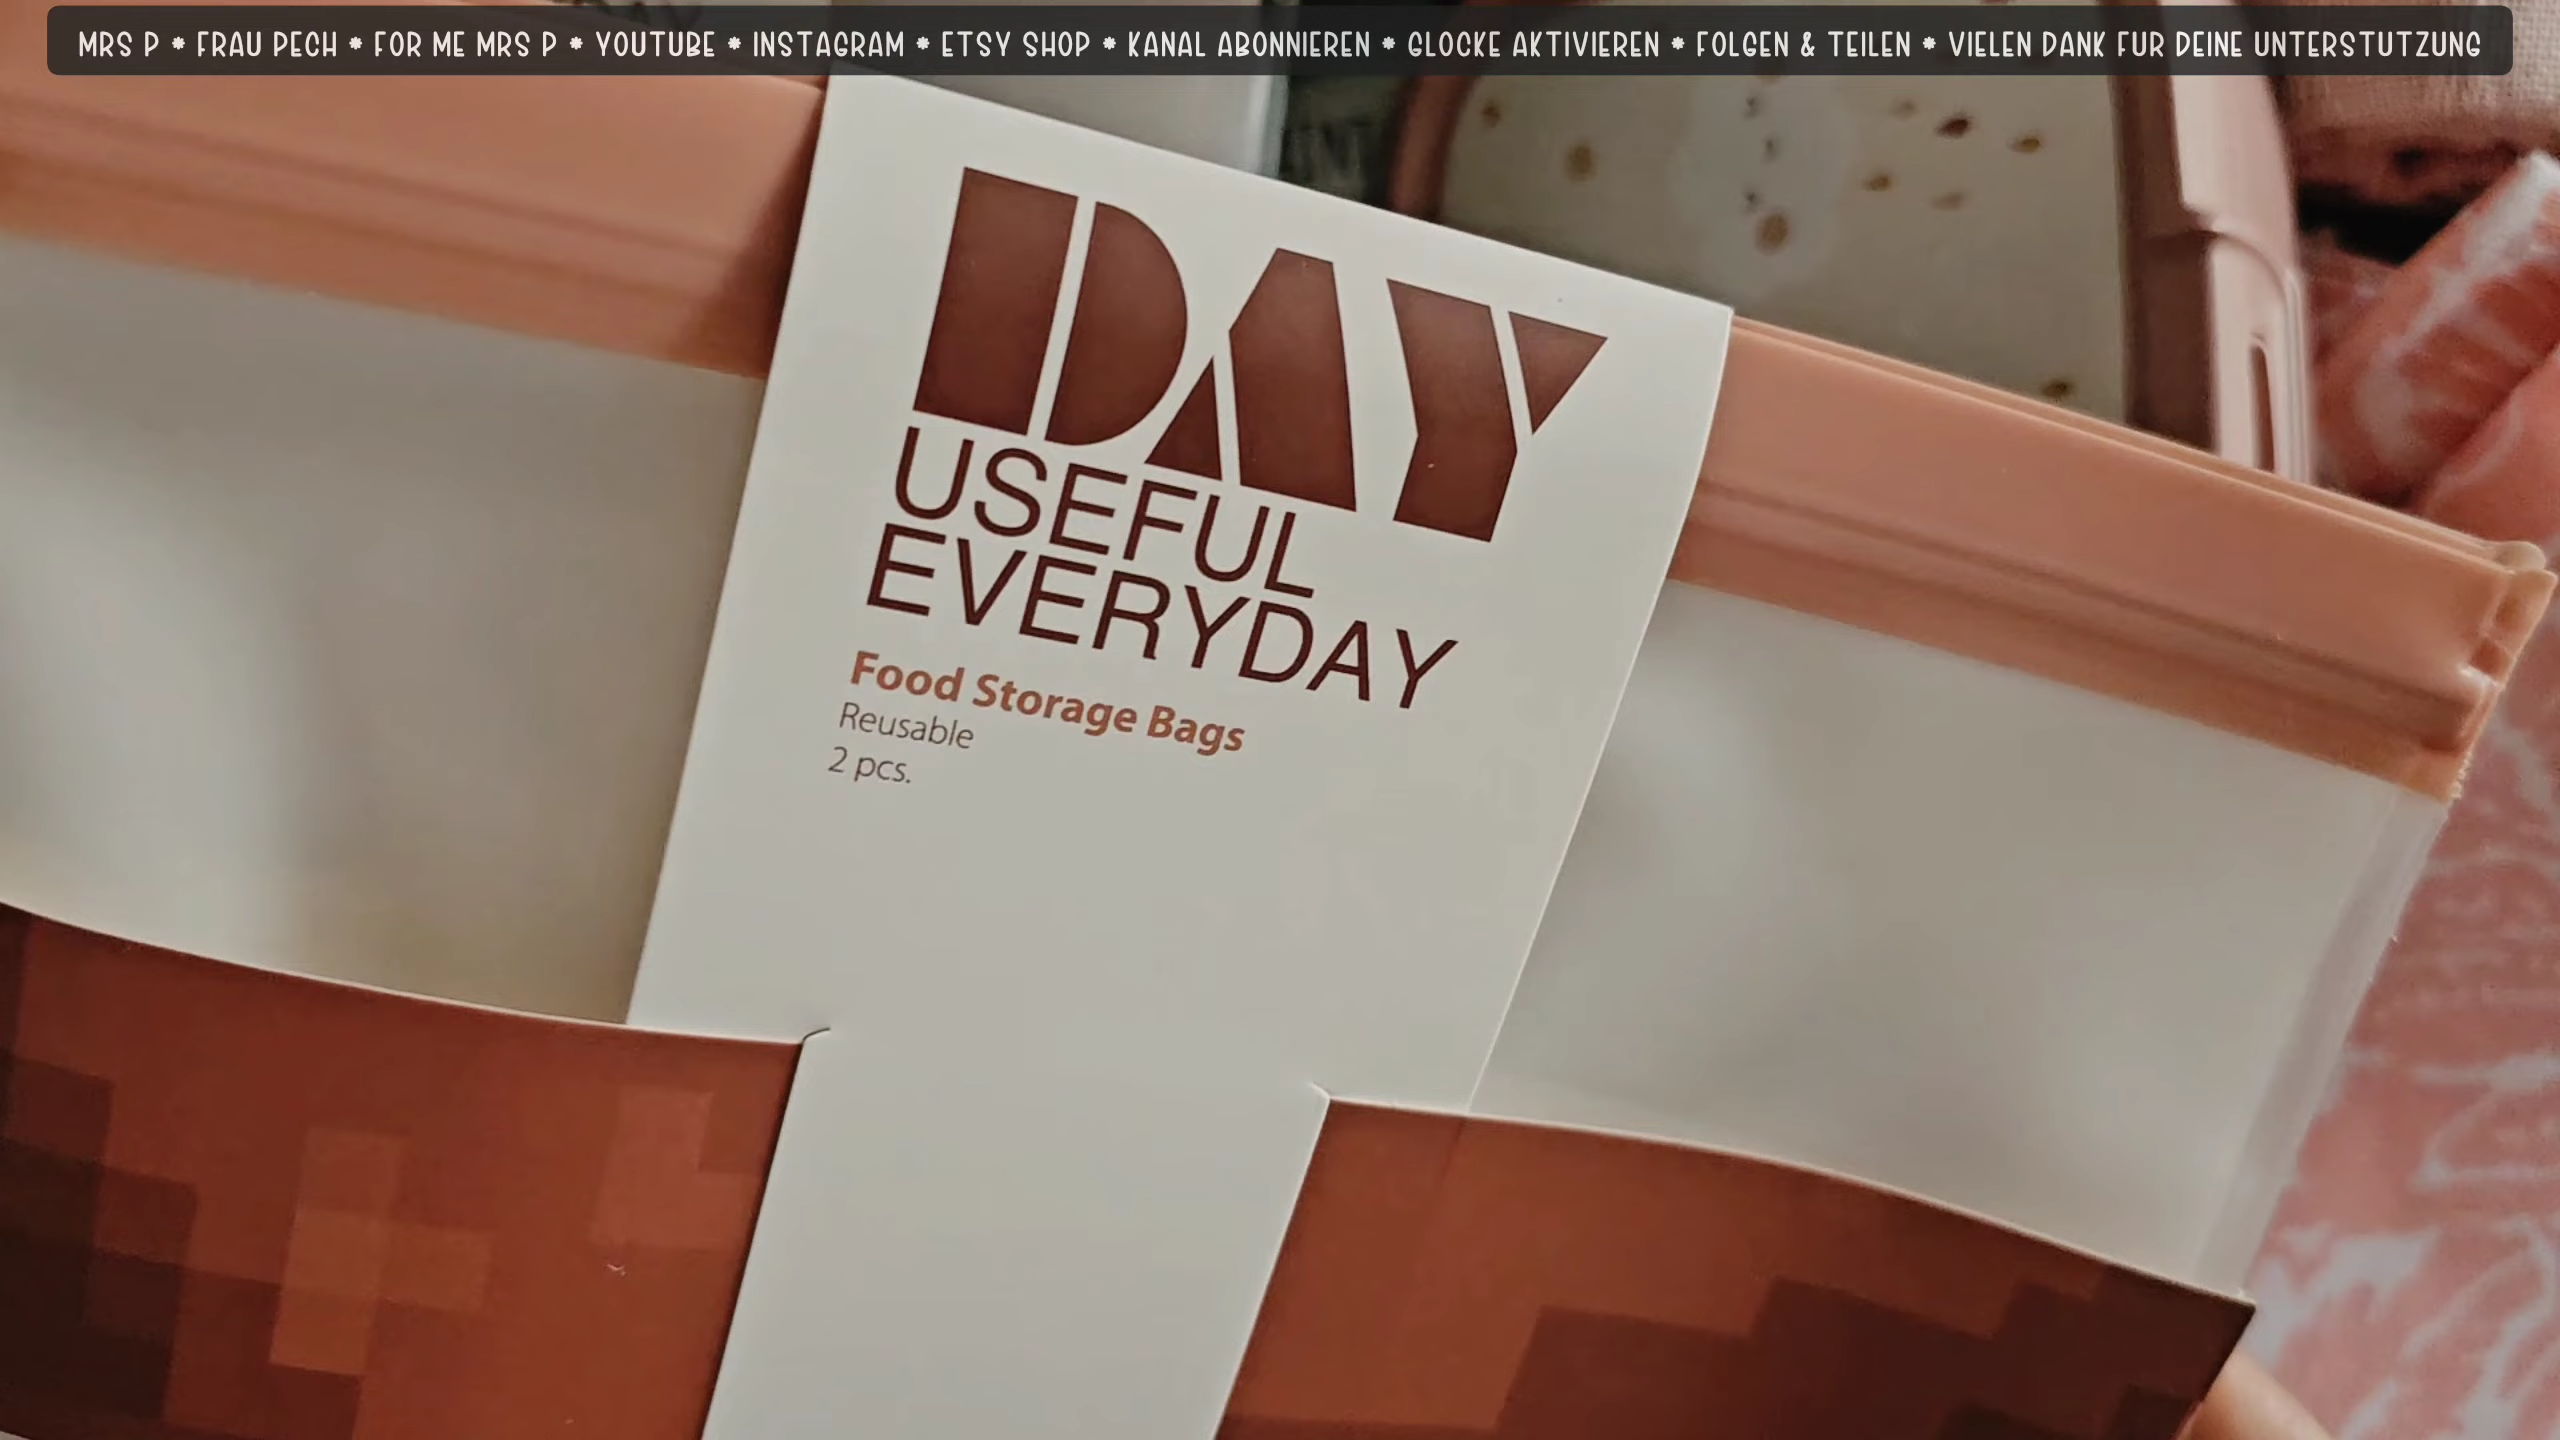 MRS P * FRAU PECH * FOR ME MRS P * YOUTUBE * INSTAGRAM * ETSY SHOP * KANAL ABONNIEREN * GLOCKE AKTIVIEREN * FOLGEN & TEILEN * VIELEN DANK FUR DEINE UNTERSTUTZUNG
DAY
USEFUL
EVERYDAY
Food Storage Bags
Reusable
2 pcs.